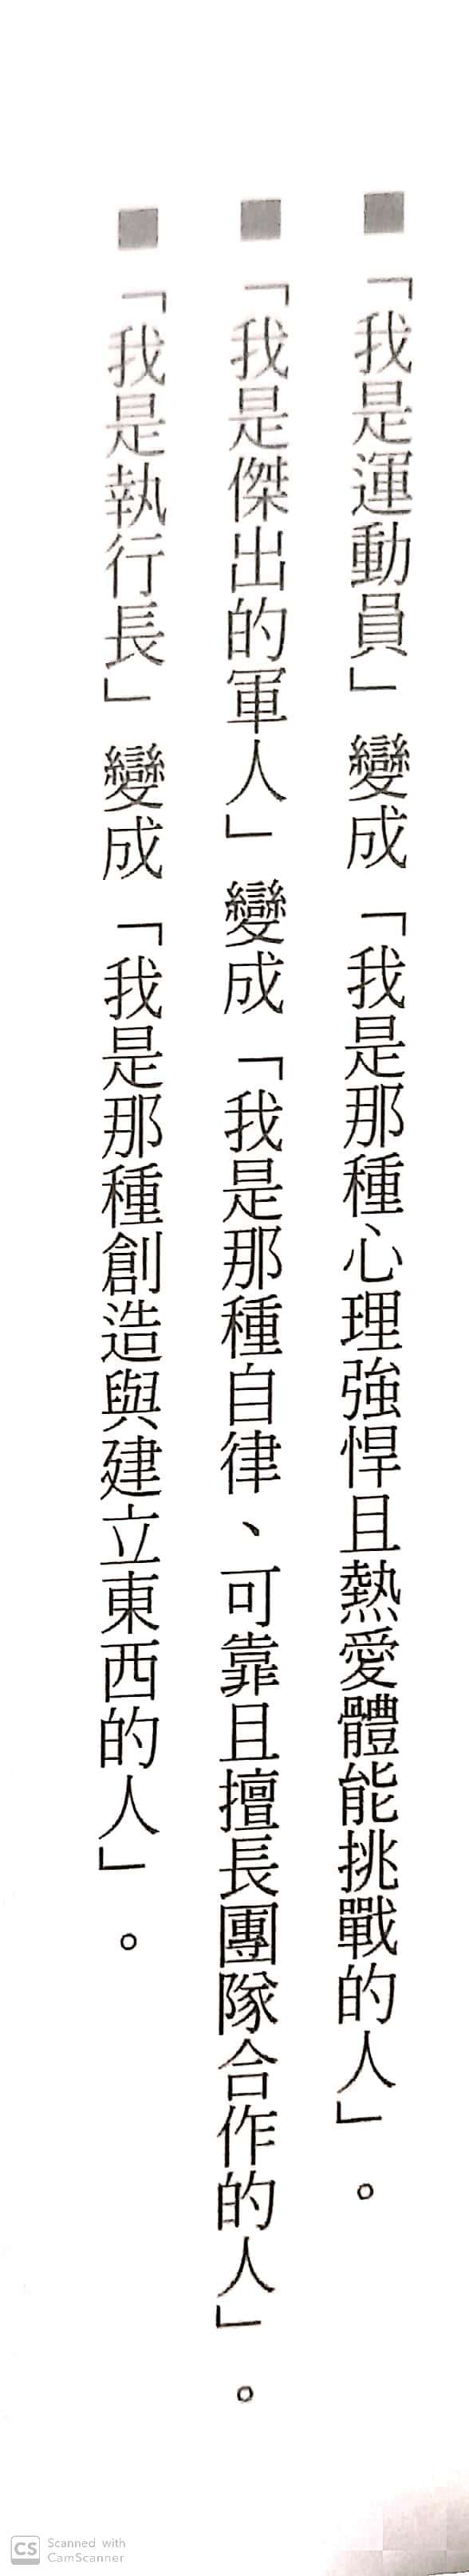 ■「我是運動員」變成「我是那種心理強悍且熱愛體能挑戰的人」。
■「我是傑出的軍人」變成「我是那種自律、可靠且擅長團隊合作的人」。
■「我是執行長」變成「我是那種創造與建立東西的人」。
CS Scanned with
CamScanner